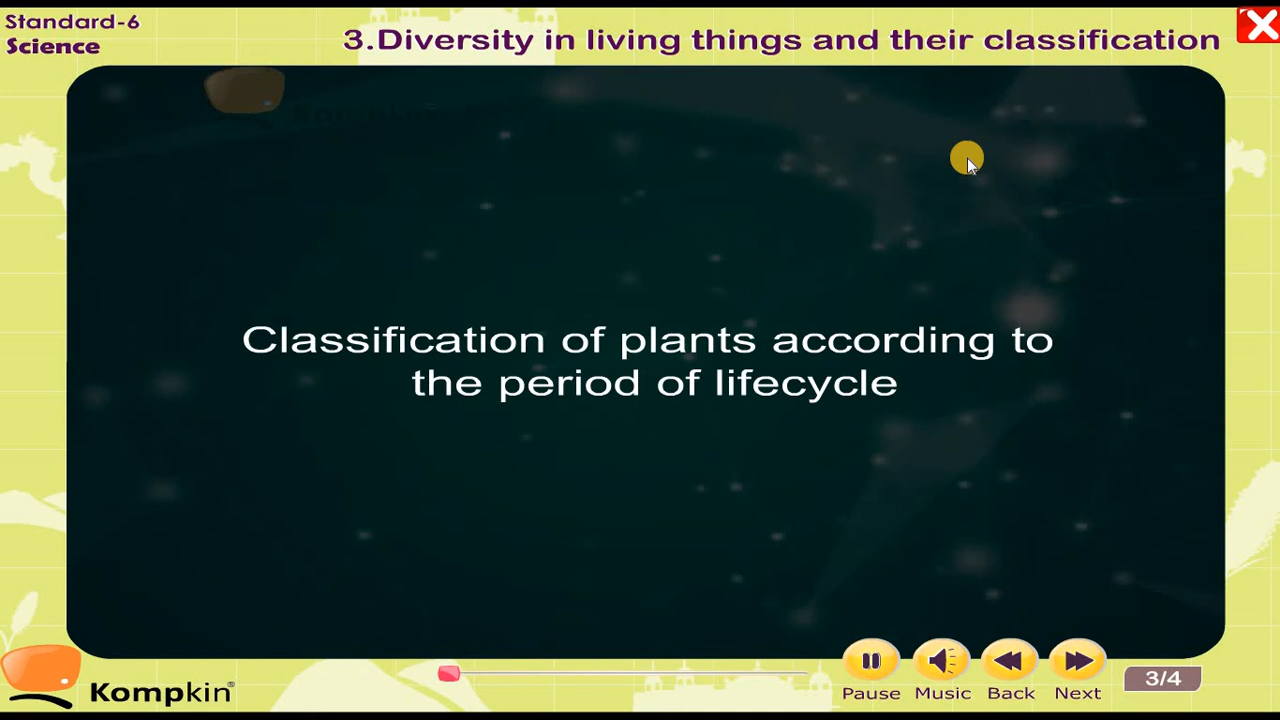 Standard-6
Science
3.Diversity in living things and their classification
Kompkin
Classification of plants according to
the period of lifecycle
Kompkin®
Pause
Music
Back
Next
3/4